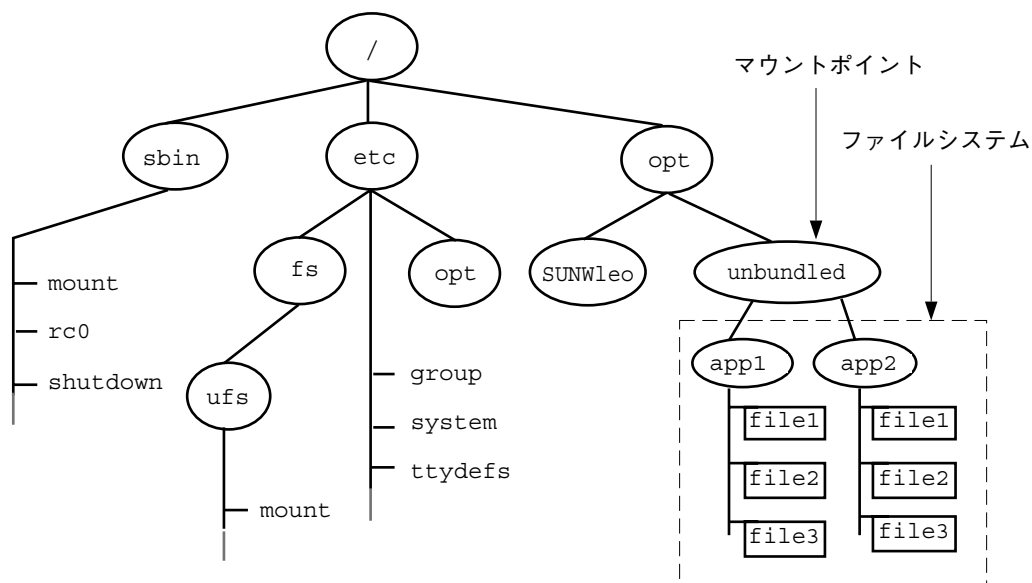 /
マウントポイント
ファイルシステム
sbin
etc
opt
mount
rc0
shutdown
fs
opt
SUNWleo
unbundled
ufs
group
system
ttydefs
mount
app1
app2
file1
file2
file3
file1
file2
file3